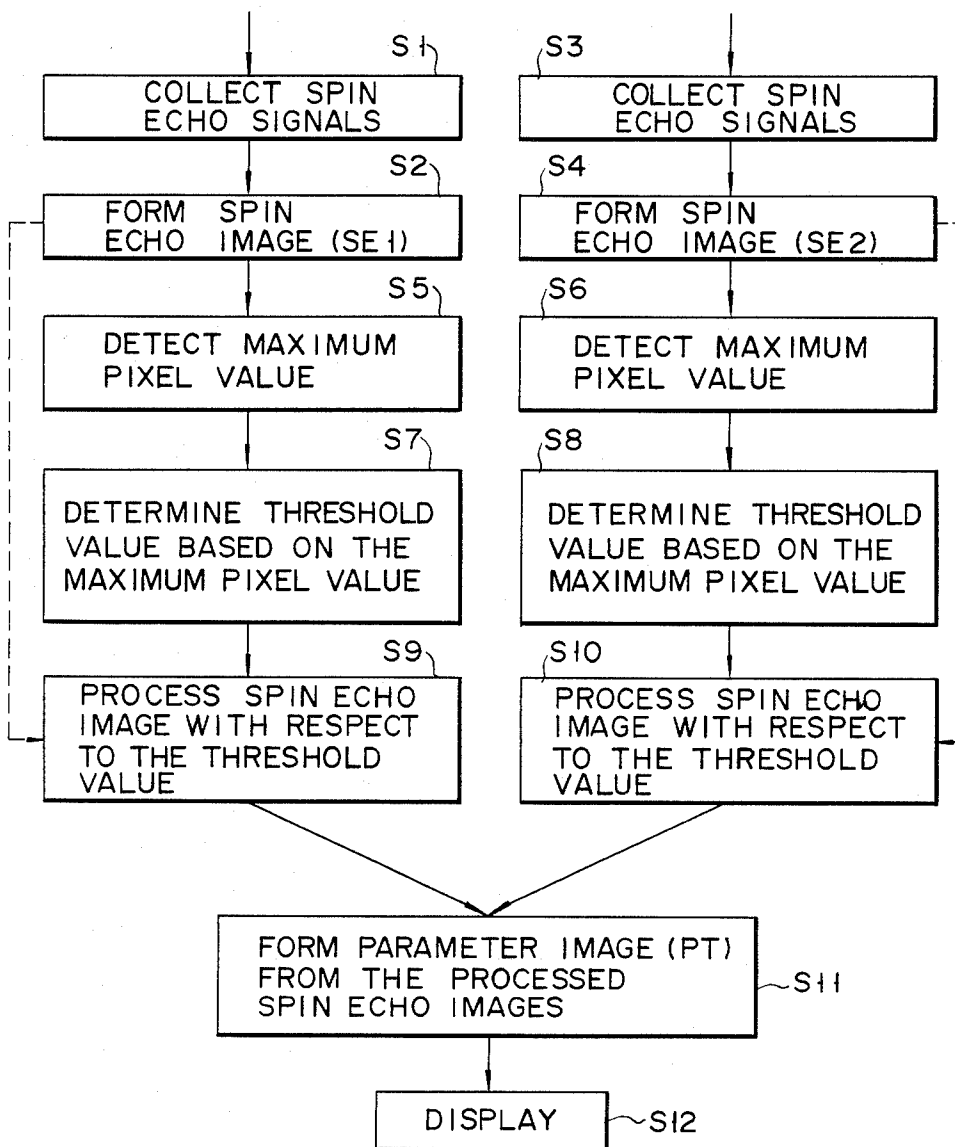 S1
COLLECT SPIN
ECHO SIGNALS
S3
COLLECT SPIN
ECHO SIGNALS
S2
FORM SPIN
ECHO IMAGE (SE1)
S4
FORM SPIN
ECHO IMAGE (SE2)
S5
DETECT MAXIMUM
PIXEL VALUE
S6
DETECT MAXIMUM
PIXEL VALUE
S7
DETERMINE THRESHOLD
VALUE BASED ON THE
MAXIMUM PIXEL VALUE
S8
DETERMINE THRESHOLD
VALUE BASED ON THE
MAXIMUM PIXEL VALUE
S9
PROCESS SPIN ECHO
IMAGE WITH RESPECT
TO THE THRESHOLD
VALUE
S10
PROCESS SPIN ECHO
IMAGE WITH RESPECT
TO THE THRESHOLD
VALUE
FORM PARAMETER IMAGE (PT)
FROM THE PROCESSED
SPIN ECHO IMAGES
S11
DISPLAY
S12